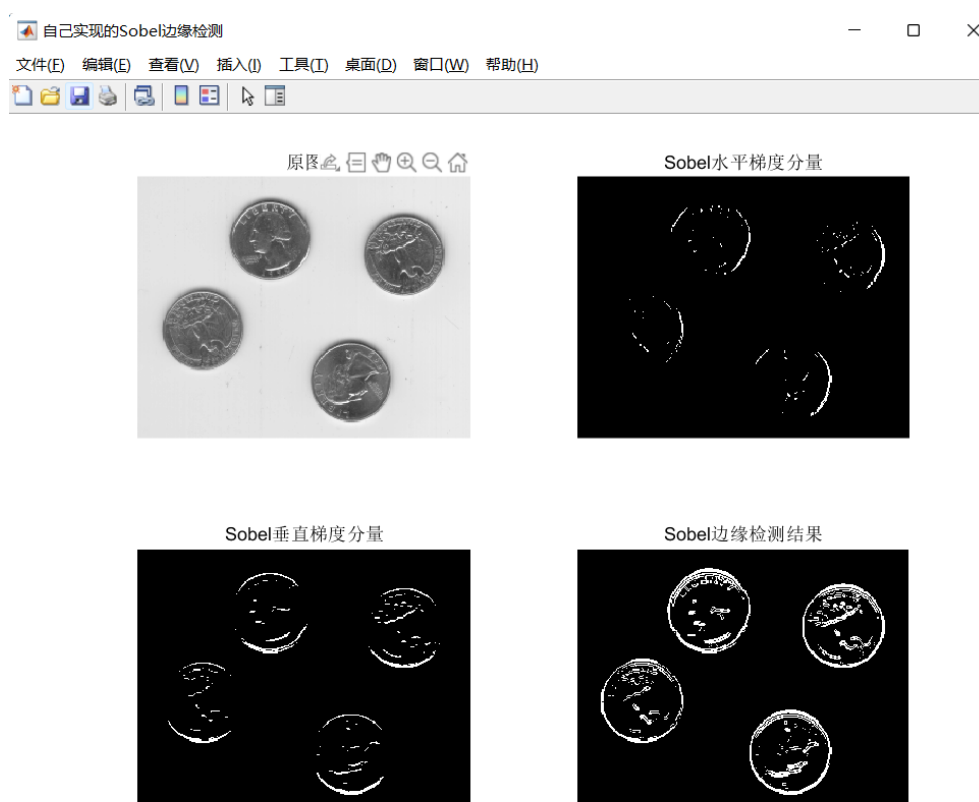 自己实现的Sobel边缘检测
文件(F) 编辑(E) 查看(V) 插入(I) 工具(T) 桌面(D) 窗口(W) 帮助(H)
原图
Sobel水平梯度分量
LIBERTY
Sobel垂直梯度分量
Sobel边缘检测结果